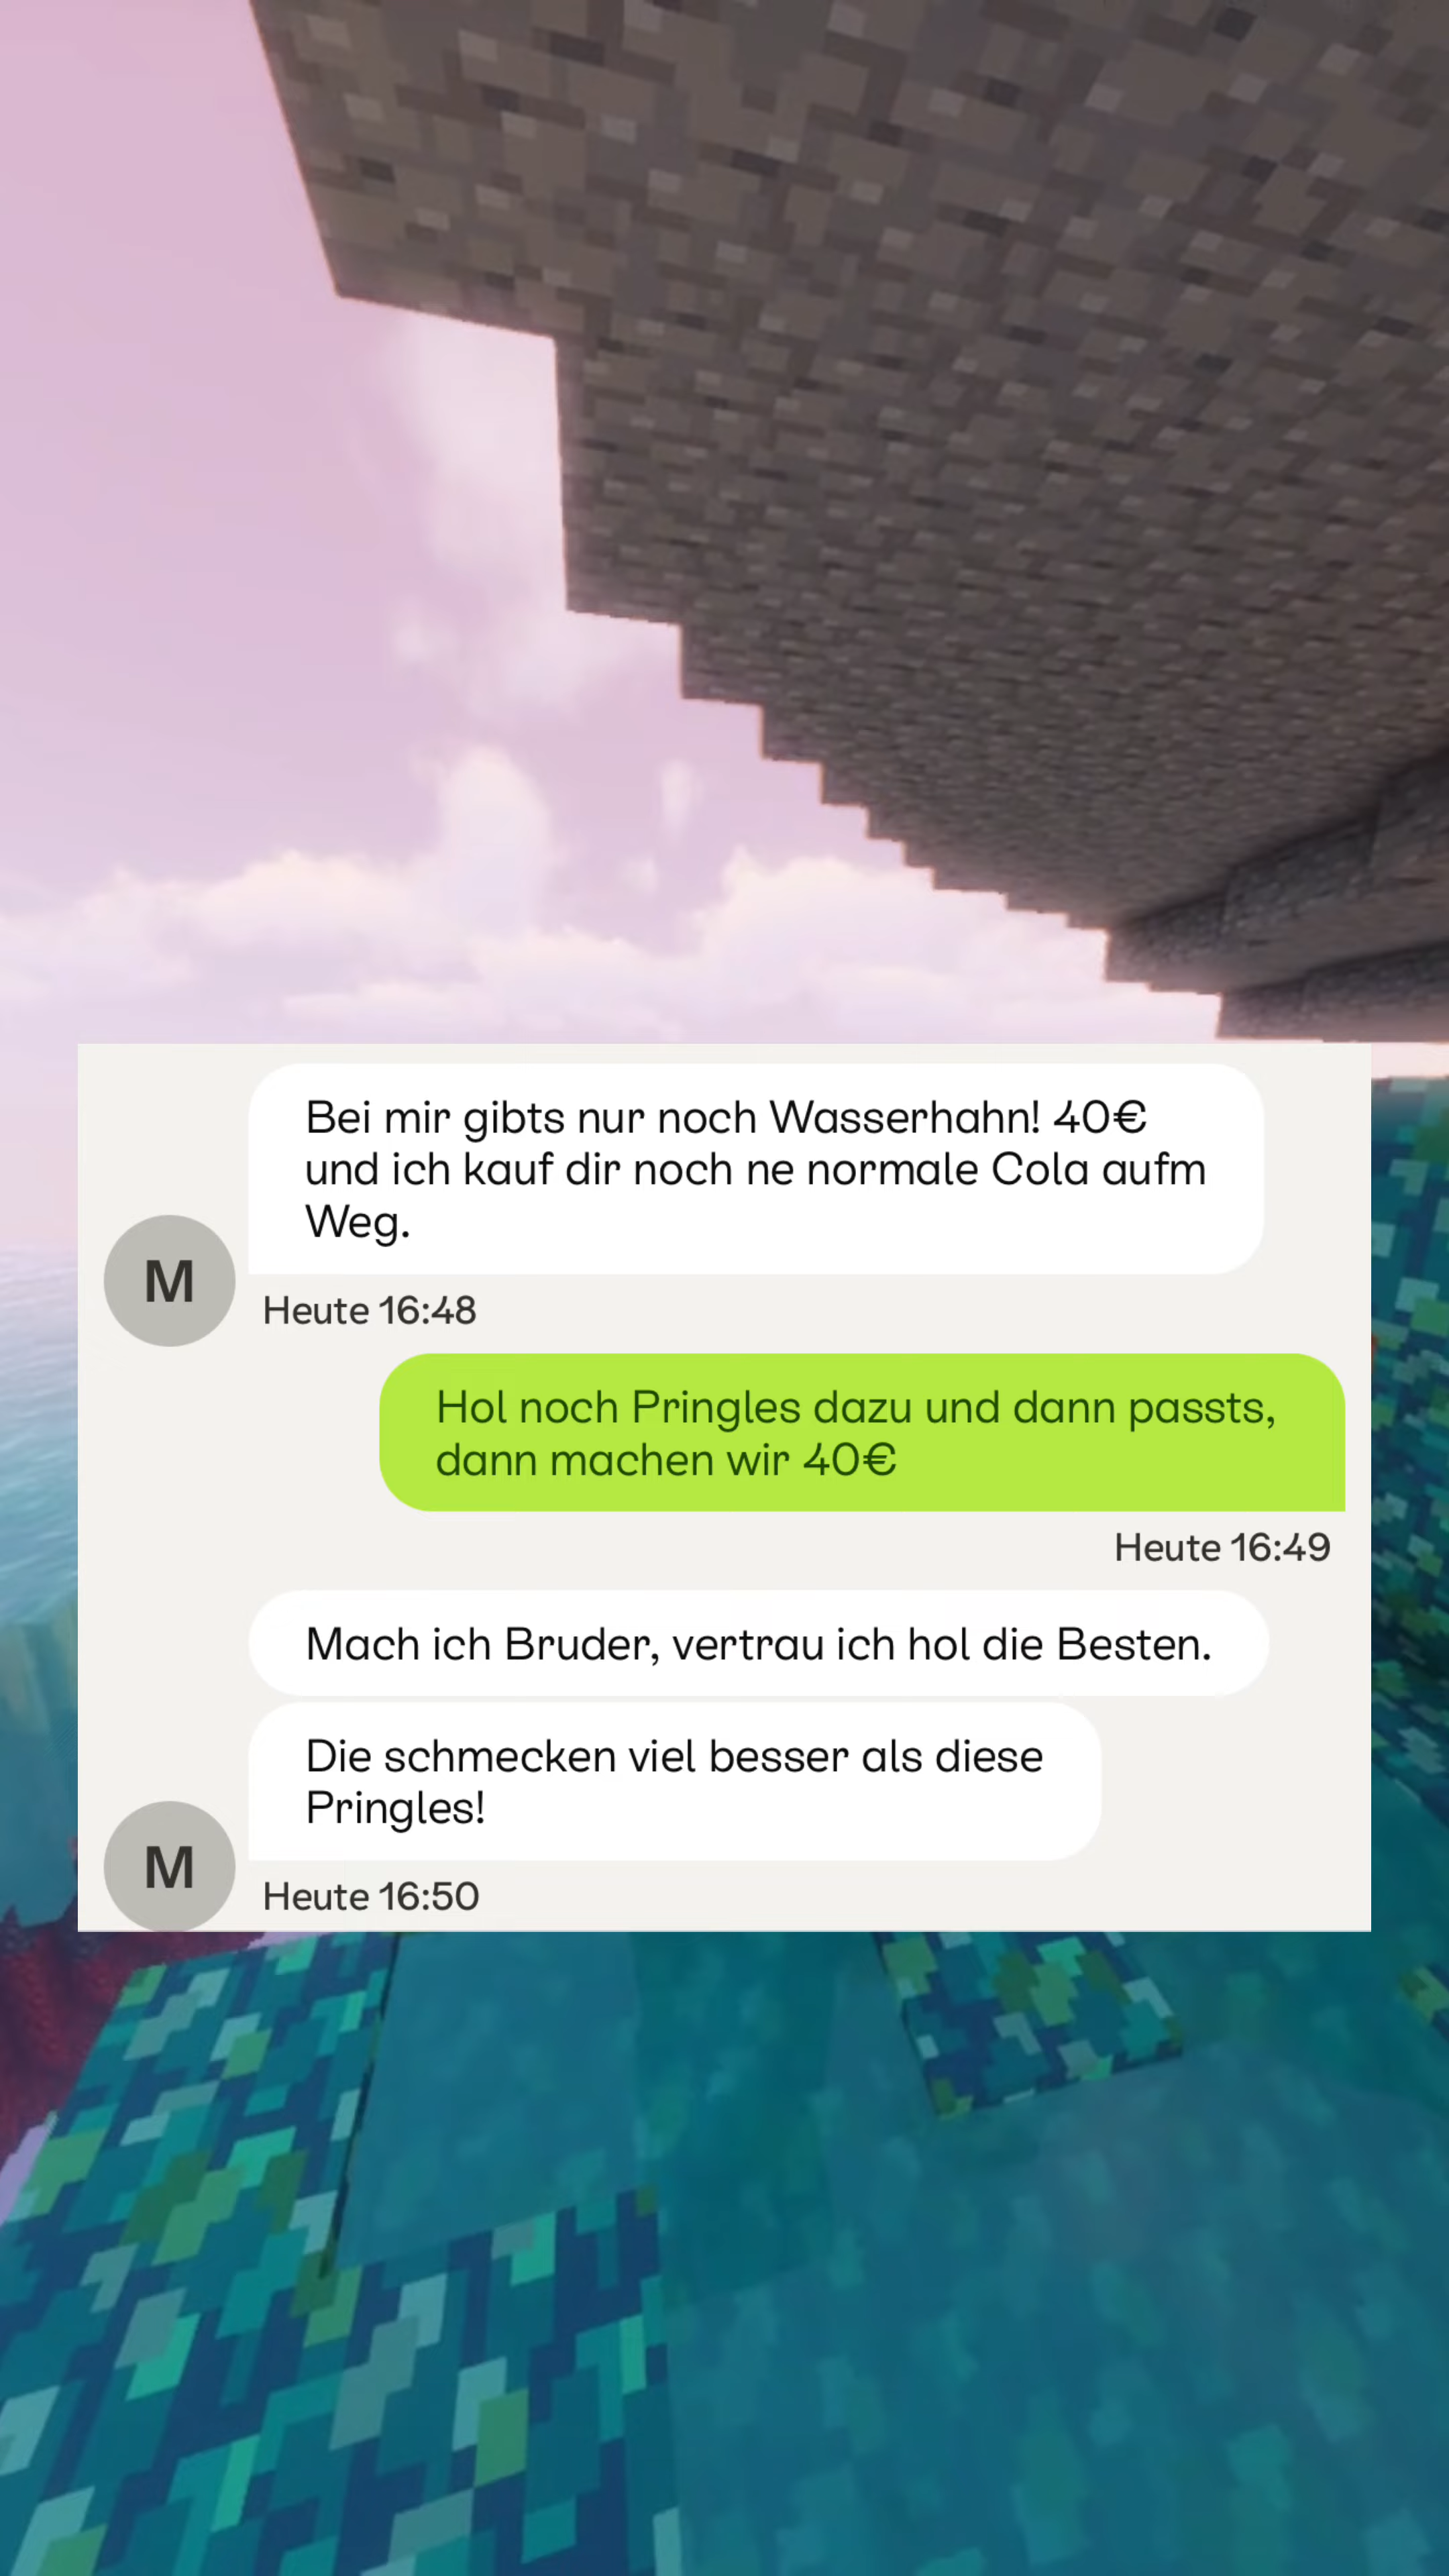 Bei mir gibts nur noch Wasserhahn! 40€
und ich kauf dir noch ne normale Cola aufm
Weg.
M
Heute 16:48
Hol noch Pringles dazu und dann passts,
dann machen wir 40€
Heute 16:49
Mach ich Bruder, vertrau ich hol die Besten.
Die schmecken viel besser als diese
Pringles!
M
Heute 16:50